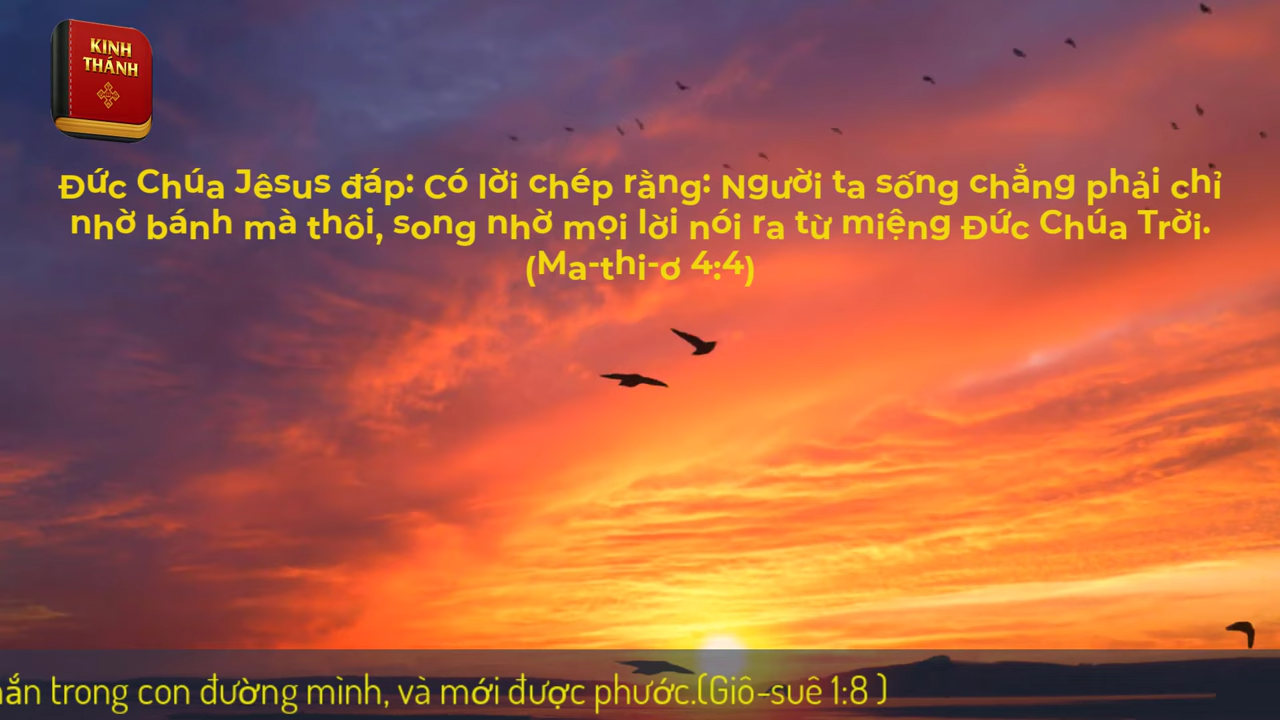 KINH
THÁNH
Đức Chúa Jêsus đáp: Có lời chép rằng: Người ta sống chẳng phải chỉ
nhờ bánh mà thôi, song nhờ mọi lời nói ra từ miệng Đức Chúa Trời.
(Ma-thi-ơ 4:4)
trong con đường mình, và mới được phước.(Giô-suê 1:8 )